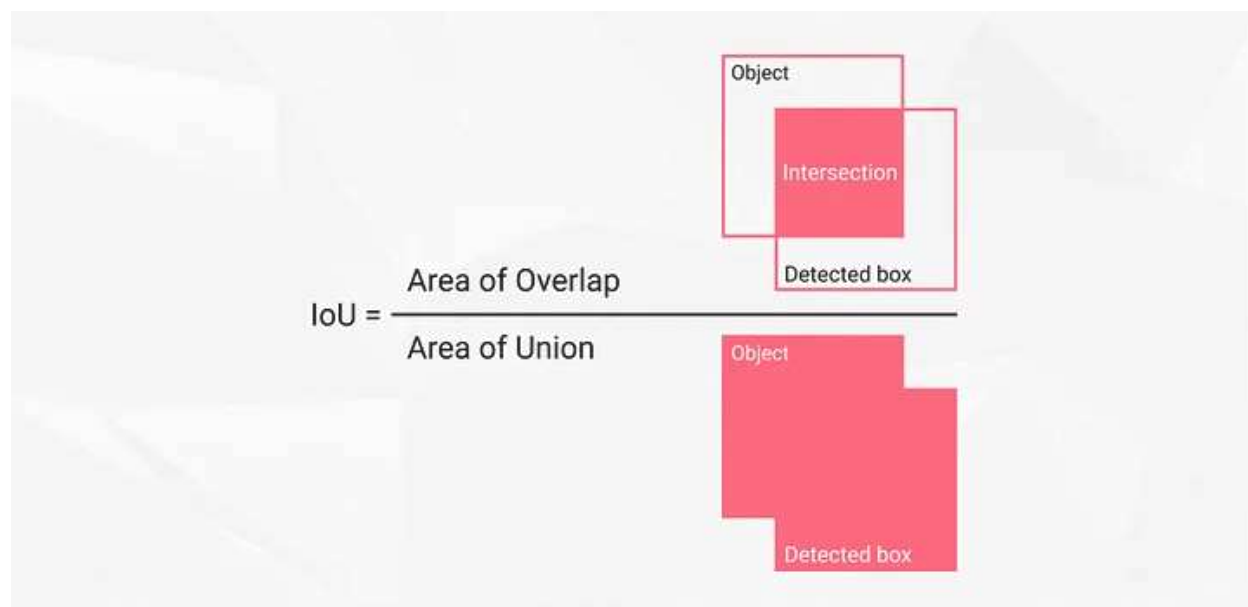 Object
Intersection
Detected box
Area of Overlap
IoU =
Area of Union
Object
Detected box